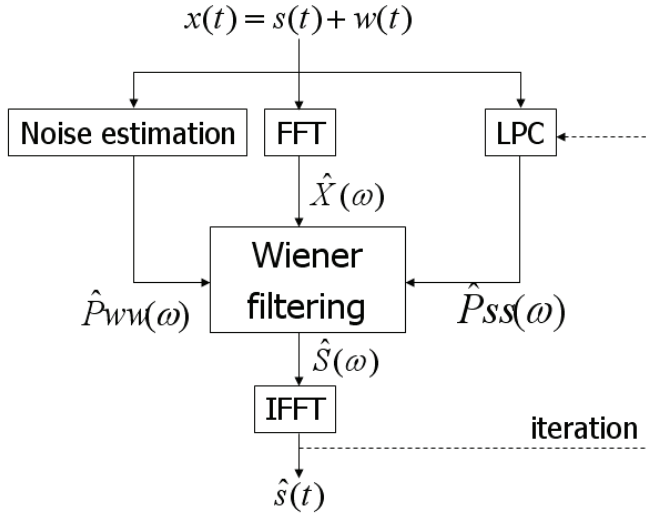 x(t) = s(t) + w(t)
Noise estimation
FFT
LPC
X̂(ω)
Wiener
filtering
P̂ww(ω)
P̂ss(ω)
Ŝ(ω)
IFFT
iteration
ŝ(t)